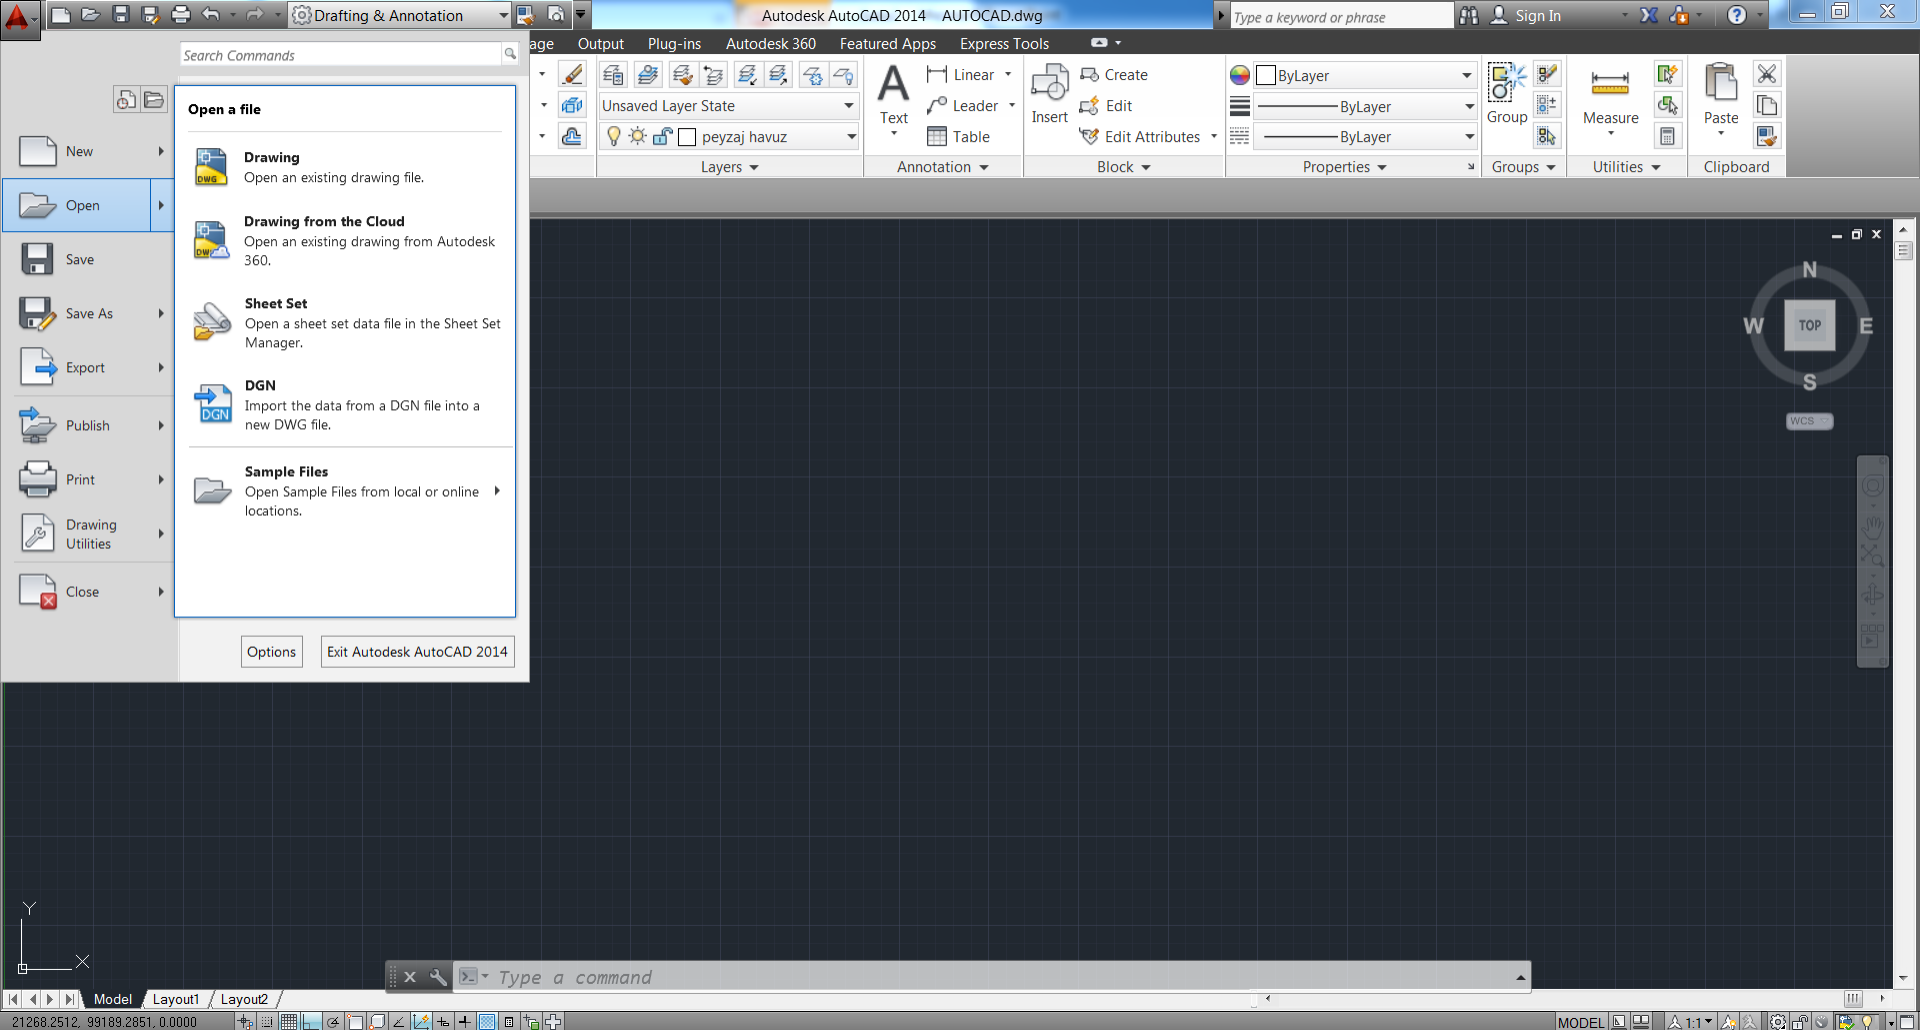 Drafting & Annotation
Autodesk AutoCAD 2014 AUTOCAD.dwg
Type a keyword or phrase
Sign In
Search Commands
Output Plug-ins Autodesk 360 Featured Apps Express Tools
Open a file
New
Open
Save
Save As
Export
Publish
Print
Drawing
Utilities
Close
Drawing
Open an existing drawing file.
Drawing from the Cloud
Open an existing drawing from Autodesk
360.
Sheet Set
Open a sheet set data file in the Sheet Set
Manager.
DGN
Import the data from a DGN file into a
new DWG file.
Sample Files
Open Sample Files from local or online
locations.
DWG
DGN
Options
Exit Autodesk AutoCAD 2014
Unsaved Layer State
peyzaj havuz
Layers
A
Text
Linear
Leader
Table
Annotation
Insert
Create
Edit
Edit Attributes
Block
ByLayer
ByLayer
ByLayer
Properties
Group
Groups
Measure
Utilities
Paste
Clipboard
N
W TOP E
S
WCS
Y
X
Type a command
Model Layout1 Layout2
21268.2512, 99189.2851, 0.0000
MODEL
1:1